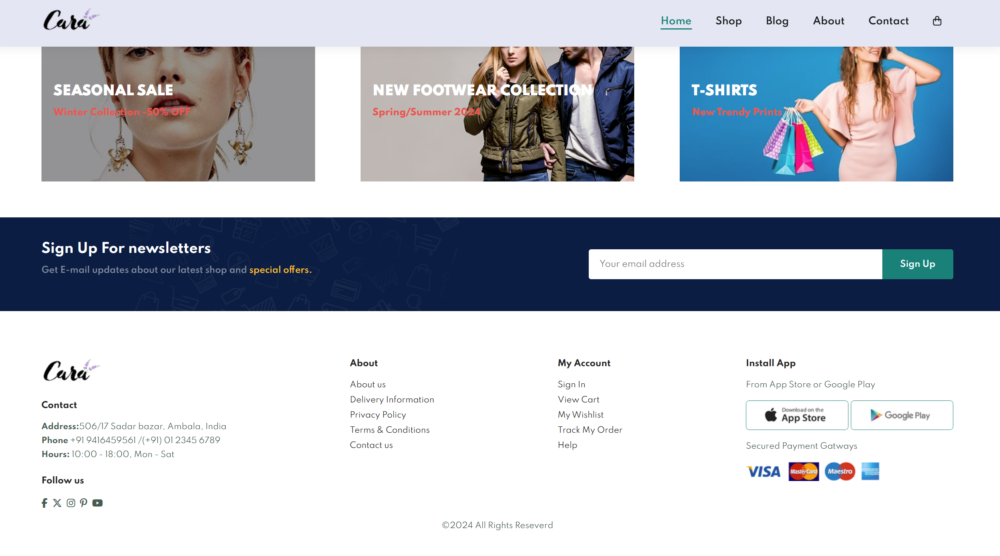 Cara
Home Shop Blog About Contact
SEASONAL SALE
Winter Collection -50% OFF
NEW FOOTWEAR COLLECTION
Spring/Summer 2024
T-SHIRTS
New Trendy Prints
Sign Up For newsletters
Get E-mail updates about our latest shop and special offers.
Your email address
Sign Up
Cara
Contact
Address:506/17 Sadar bazar, Ambala, India
Phone +91 9416459561 /(+91) 01 2345 6789
Hours: 10:00 - 18:00, Mon - Sat
Follow us
About
About us
Delivery Information
Privacy Policy
Terms & Conditions
Contact us
My Account
Sign In
View Cart
My Wishlist
Track My Order
Help
Install App
From App Store or Google Play
Download on the
App Store
Google Play
Secured Payment Gatways
VISA MasterCard Maestro AMERICAN EXPRESS
©2024 All Rights Reseverd